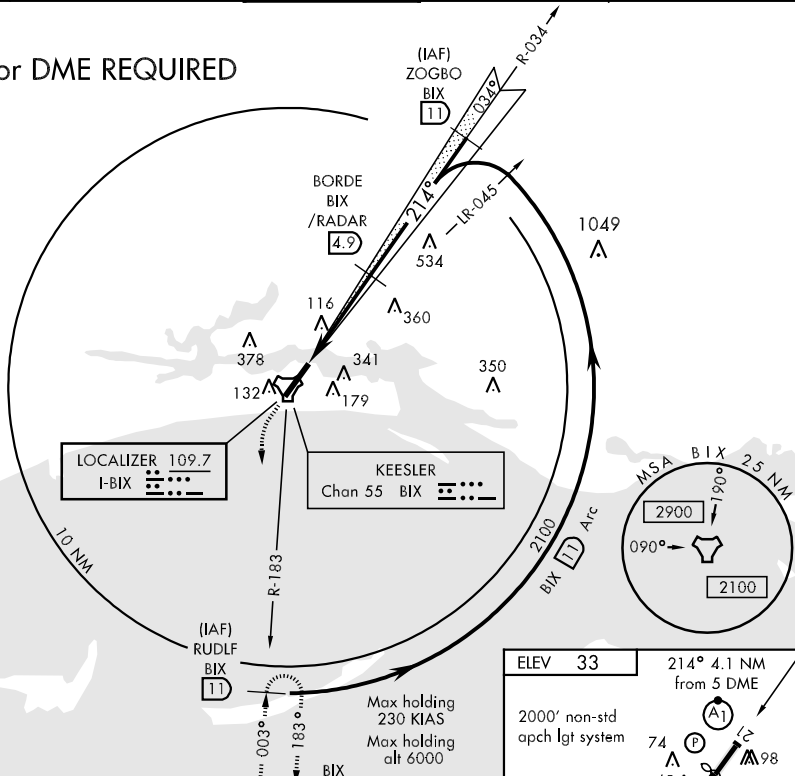 or DME REQUIRED
(IAF)
ZOGBO
BIX
11
R-034
034°
BORDE
BIX
/RADAR
4.9
214°
LR-045
1049
534
116
360
378
341
350
132
179
LOCALIZER 109.7
I-BIX
KEESLER
Chan 55 BIX
MSA BIX 25 NM
190°
2900
090°
2100
10 NM
R-183
2100
BIX 11 Arc
(IAF)
RUDLF
BIX
11
003°
183°
Max holding
230 KIAS
Max holding
alt 6000
BIX
ELEV 33
214° 4.1 NM
from 5 DME
2000' non-std
apch lgt system
A1
P
21
74
98